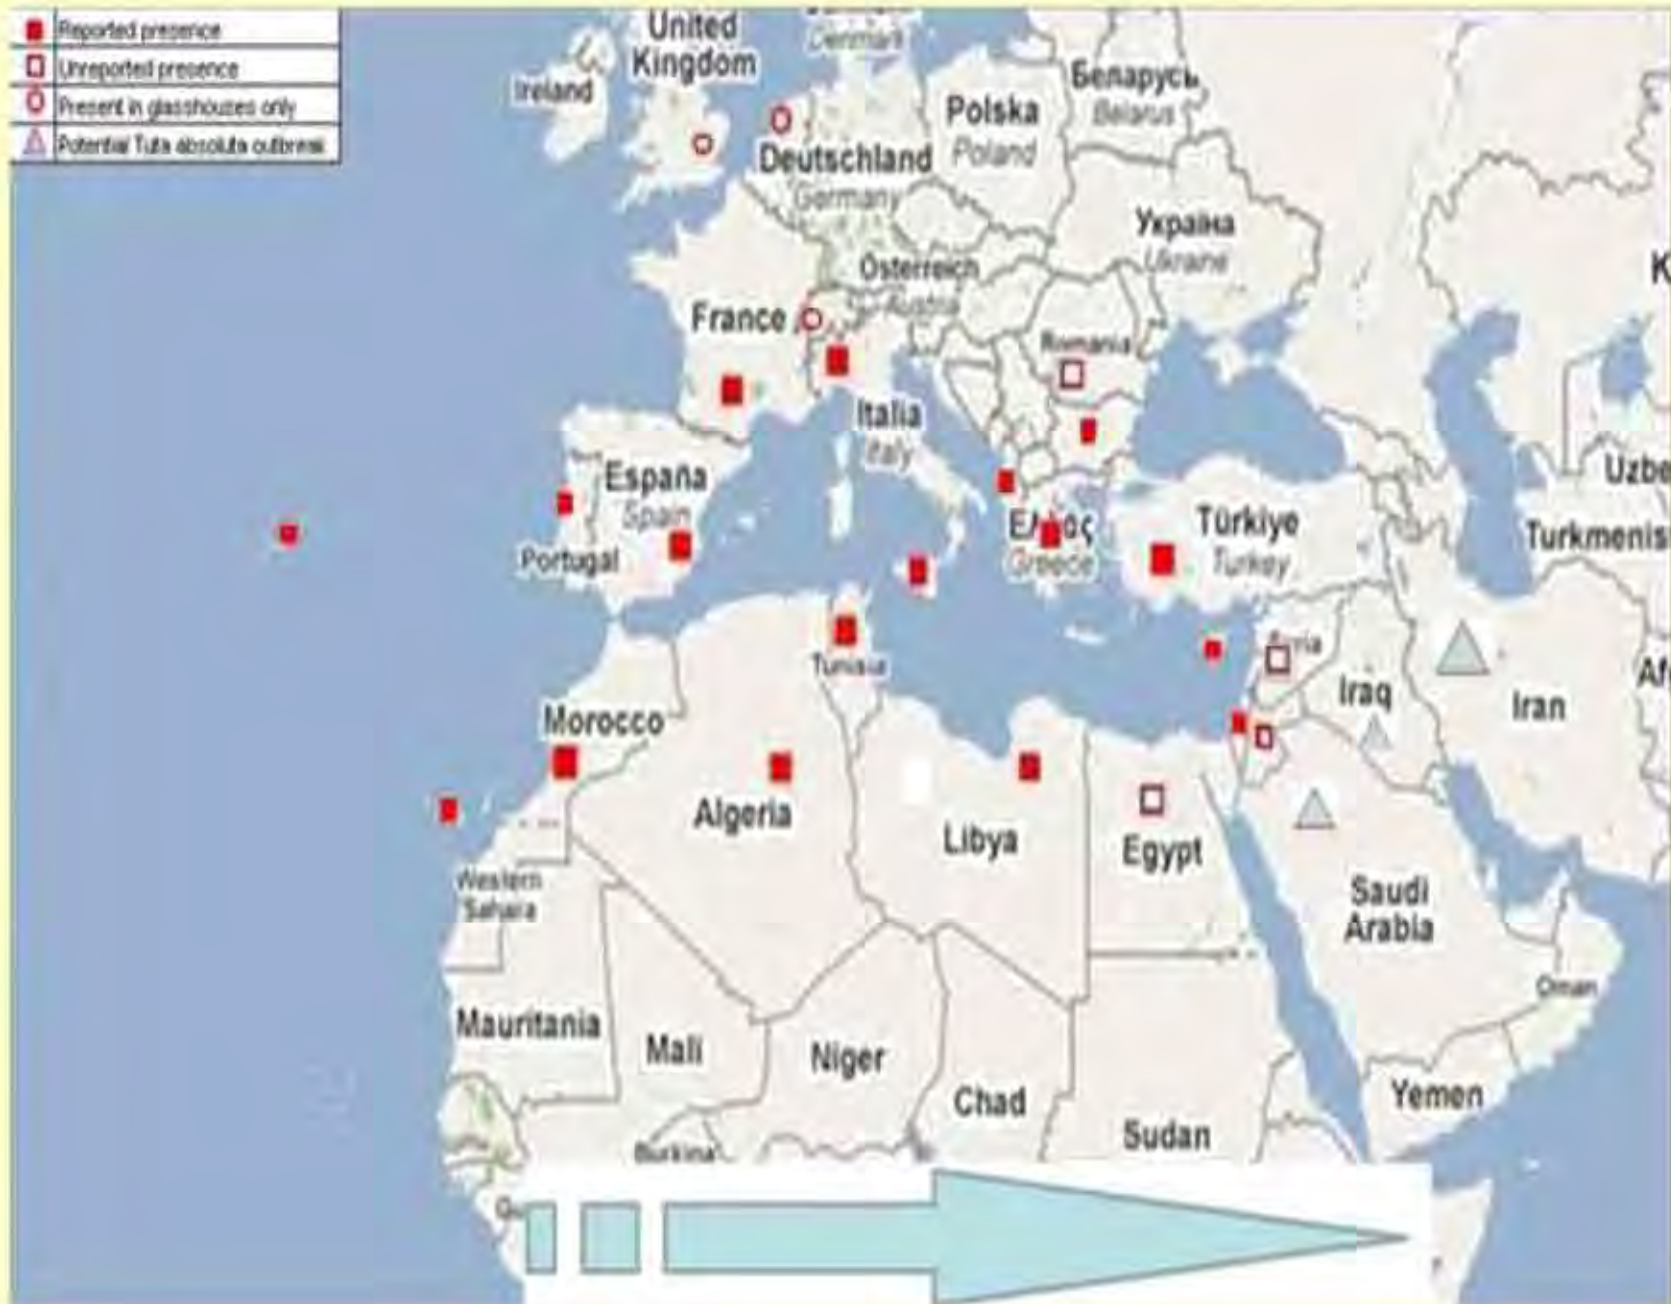 Reported presence
Unreported presence
Present in glasshouses only
Potential Tuta absoluta outbreak
United
Kingdom
Denmark
Ireland
Беларусь
Belarus
Polska
Poland
Deutschland
Germany
Україна
Ukraine
Österreich
Austria
France
K
Romania
Italia
Italy
España
Spain
Uzbe
Türkiye
Turkey
Turkmenis
Portugal
Greece
Tunisia
Iraq
Iran
Af
Morocco
Algeria
Libya
Egypt
Western
Sahara
Saudi
Arabia
Oman
Mauritania
Mali
Niger
Chad
Yemen
Sudan
Burkina